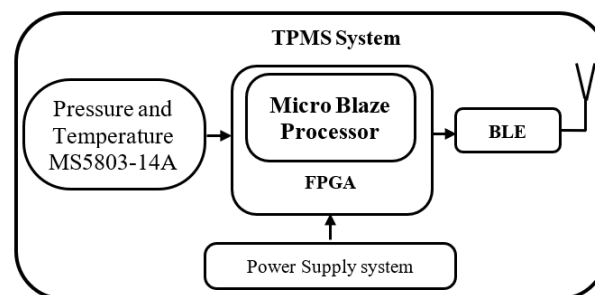 TPMS System
Pressure and
Temperature
MS5803-14A
Micro Blaze
Processor
FPGA
BLE
Power Supply system